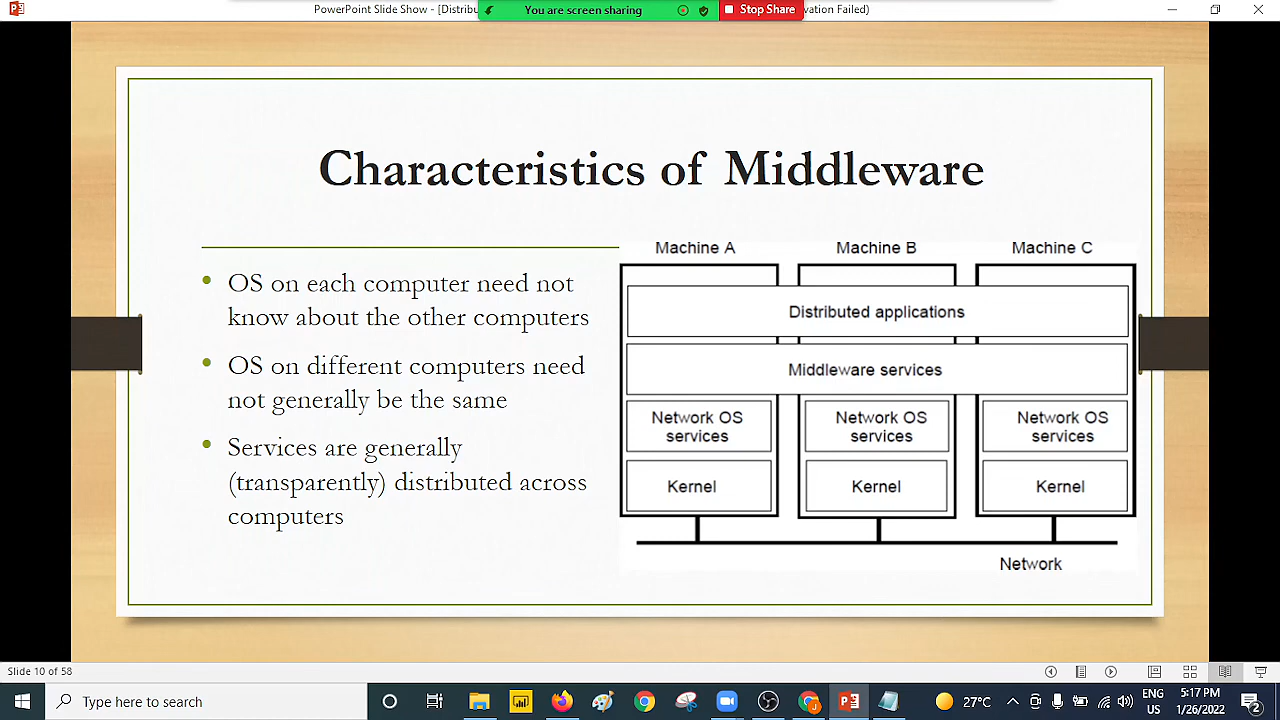 PowerPoint Slide Show - [Distribu
You are screen sharing
Stop Share
vation Failed)
Characteristics of Middleware
• OS on each computer need not
know about the other computers
• OS on different computers need
not generally be the same
• Services are generally
(transparently) distributed across
computers
Machine A Machine B Machine C
Distributed applications
Middleware services
Network OS services
Network OS services
Network OS services
Kernel Kernel Kernel
Network
Slide 10 of 58
Type here to search
27°C
ENG
US
5:17 PM
1/26/2022
2